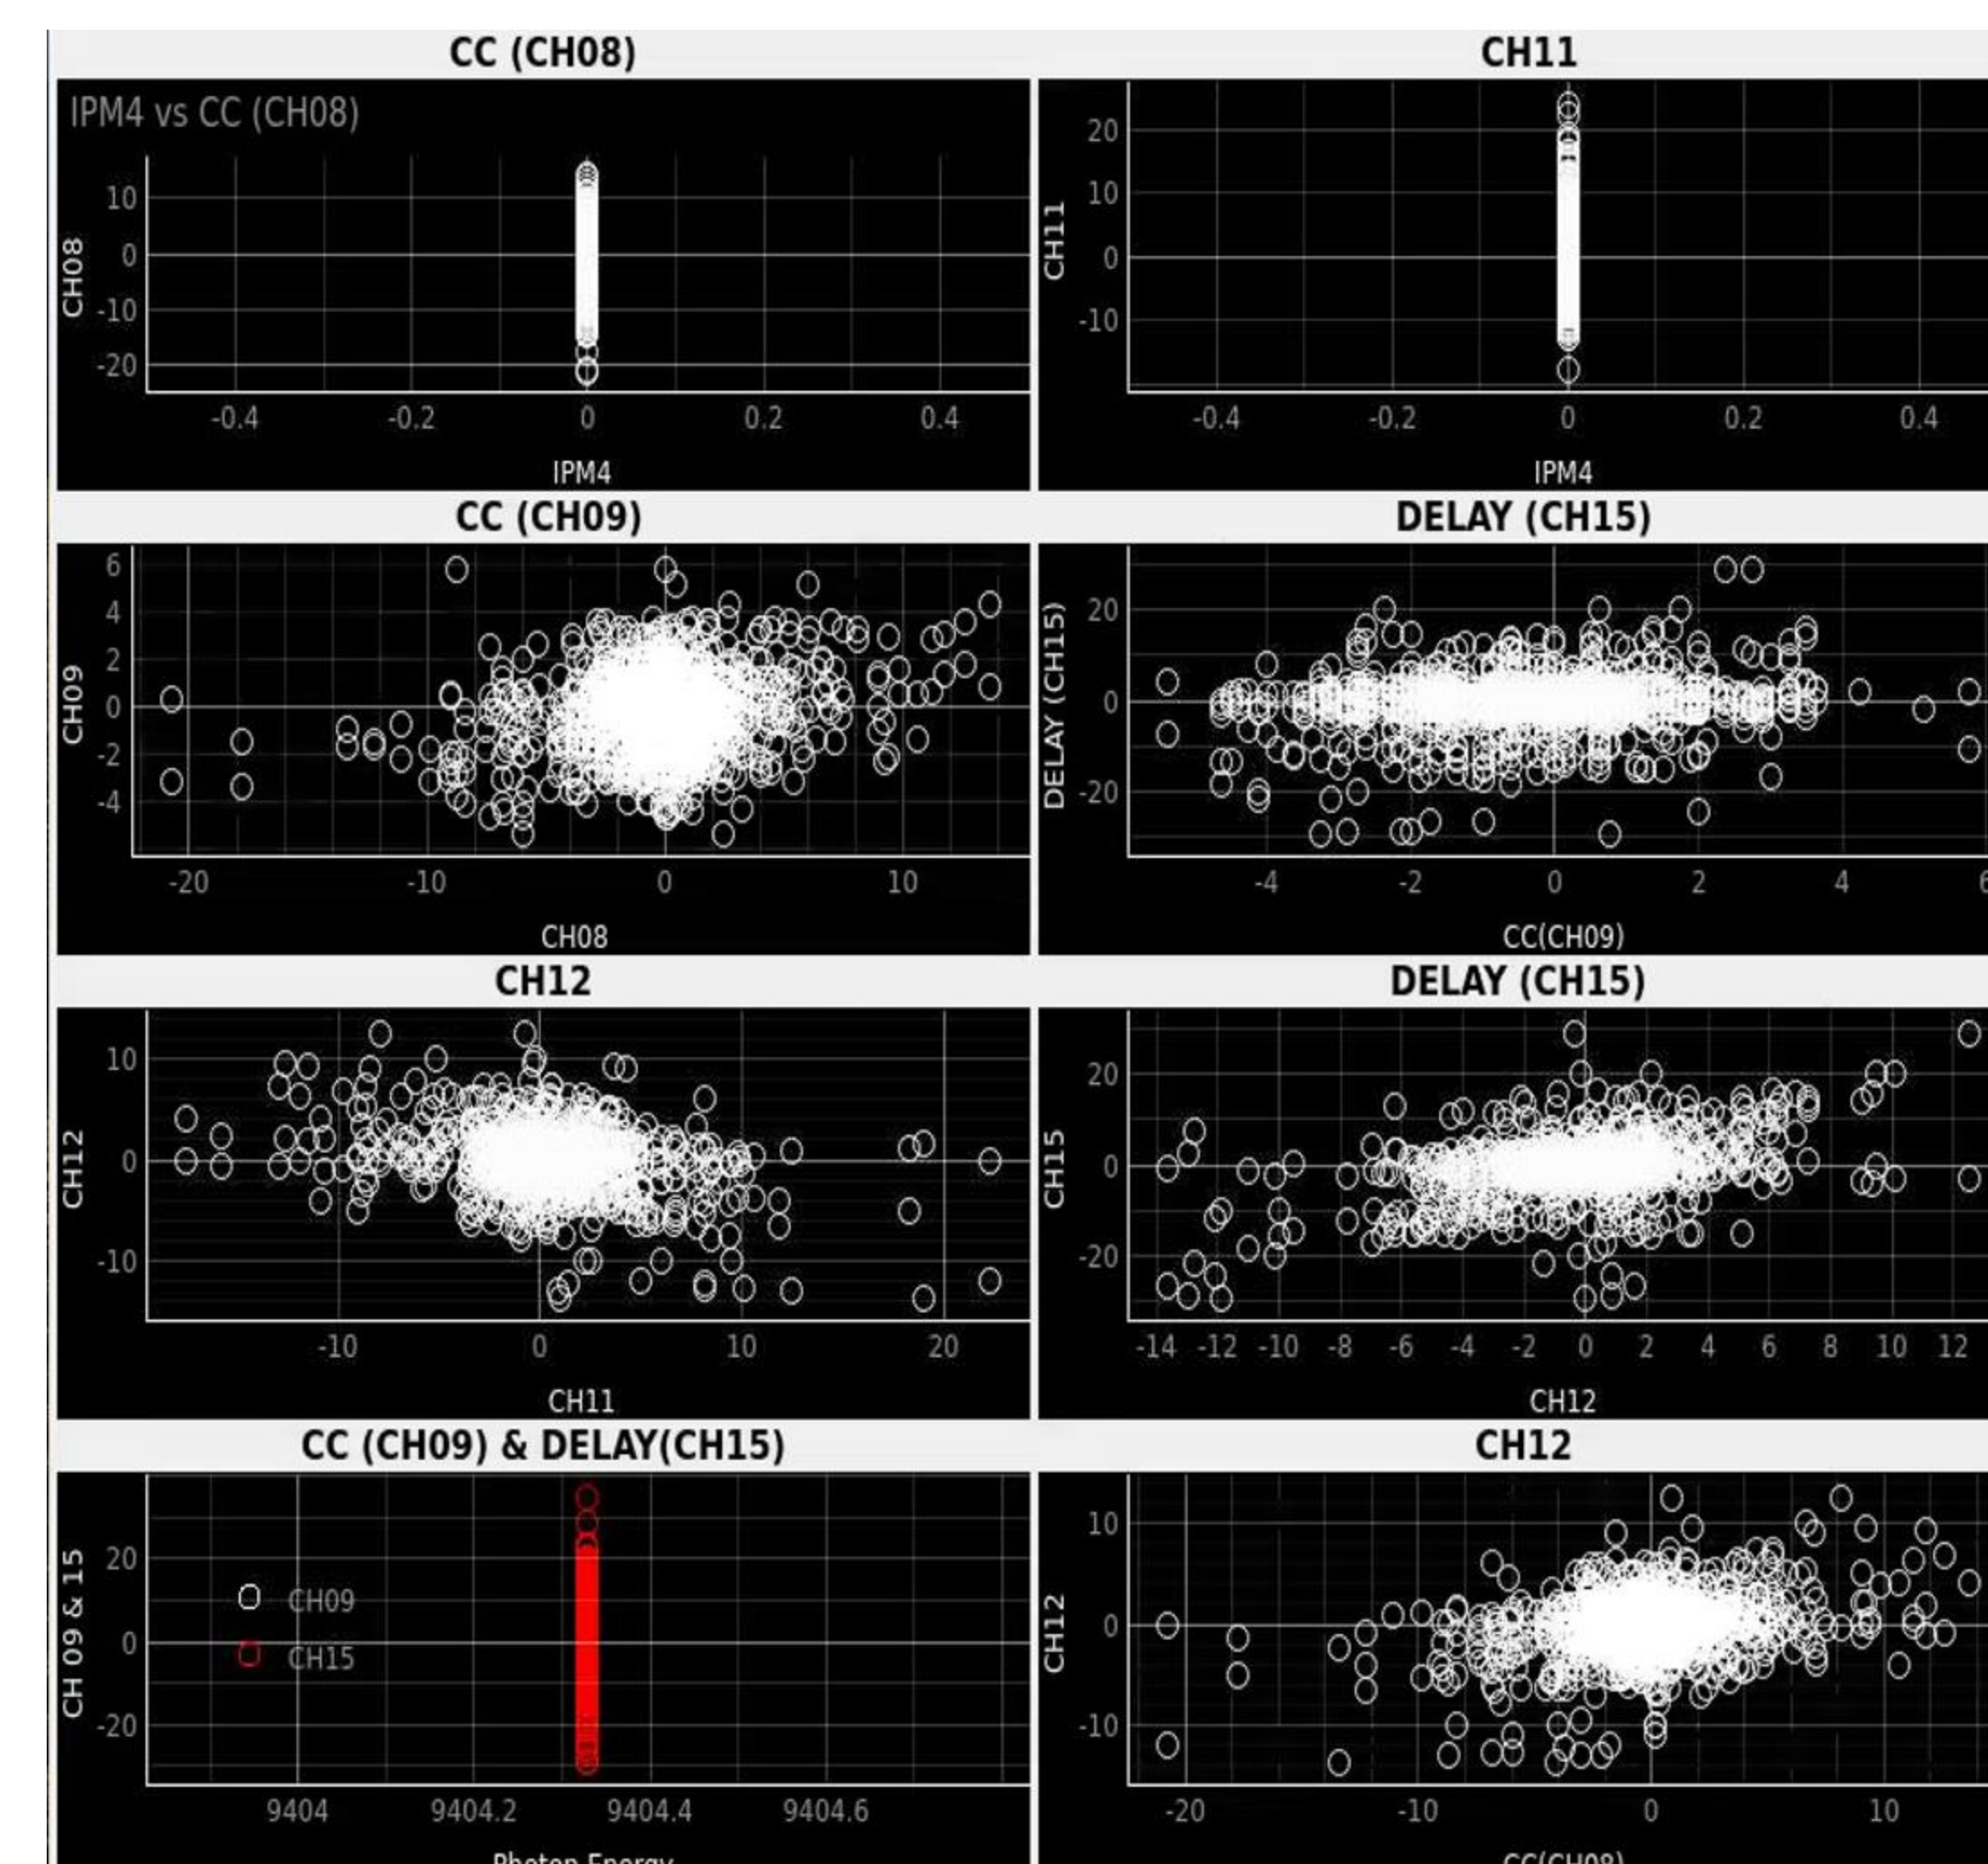 CC (CH08)
IPM4 vs CC (CH08)
CH08
10
0
-10
-20
-0.4 -0.2 0 0.2 0.4
IPM4
CH11
CH11
20
10
0
-10
-0.4 -0.2 0 0.2 0.4
IPM4
CC (CH09)
CH09
6
4
2
0
-2
-4
-20 -10 0 10
CH08
DELAY (CH15)
DELAY (CH15)
20
0
-20
-4 -2 0 2 4 6
CC(CH09)
CH12
CH12
10
0
-10
-10 0 10 20
CH11
DELAY (CH15)
CH15
20
0
-20
-14 -12 -10 -8 -6 -4 -2 0 2 4 6 8 10 12
CH12
CC (CH09) & DELAY(CH15)
CH 09 & 15
20
0
-20
CH09
CH15
9404 9404.2 9404.4 9404.6
Photon Energy
CH12
CH12
10
0
-10
-20 -10 0 10
CC(CH08)